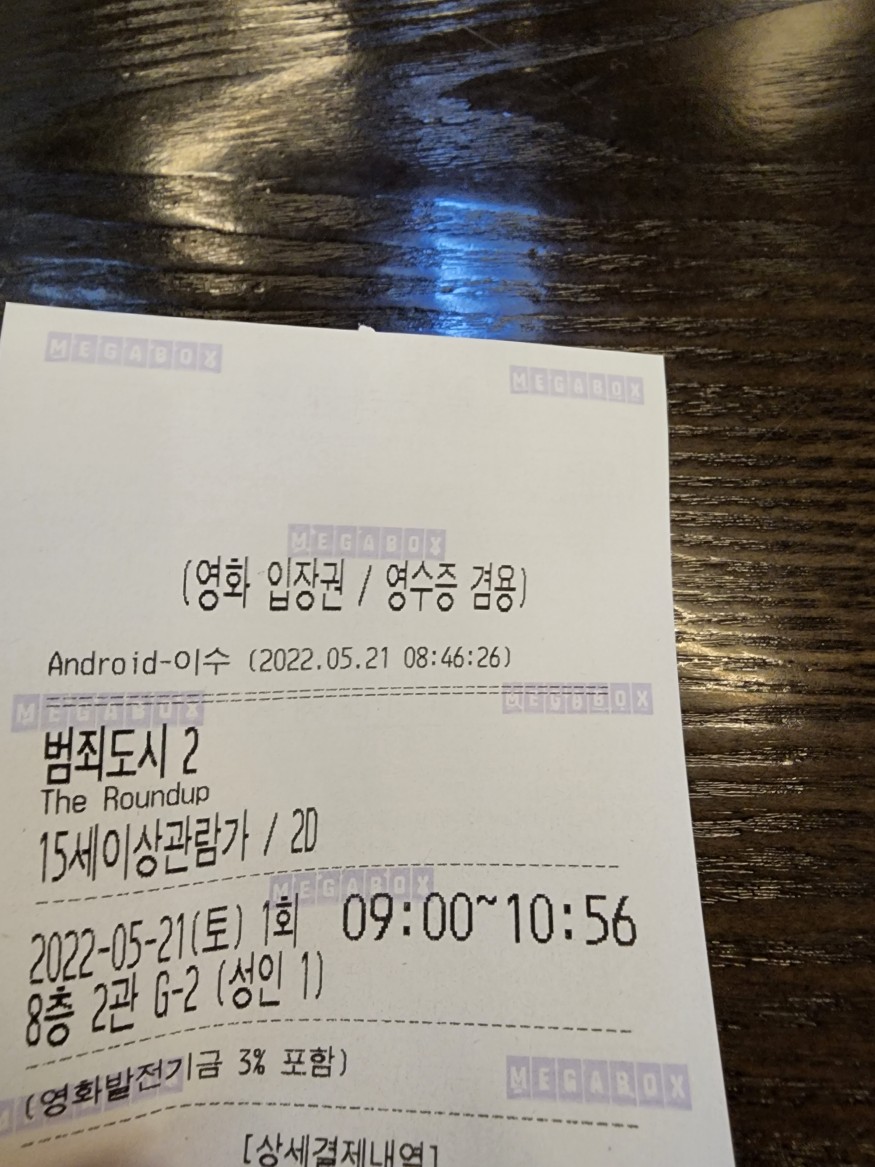 MEGABOX
MEGABOX
MEGABOX
(영화 입장권 / 영수증 겸용)
Android-이수 (2022.05.21 08:46:26)
MEGABOX
MEGABOX
범죄도시 2
The Roundup
15세이상관람가 / 2D
MEGABOX
2022-05-21(토) 1회 09:00~10:56
8층 2관 G-2 (성인 1)
(영화발전기금 3% 포함)
MEGABOX
[상세결제내역]